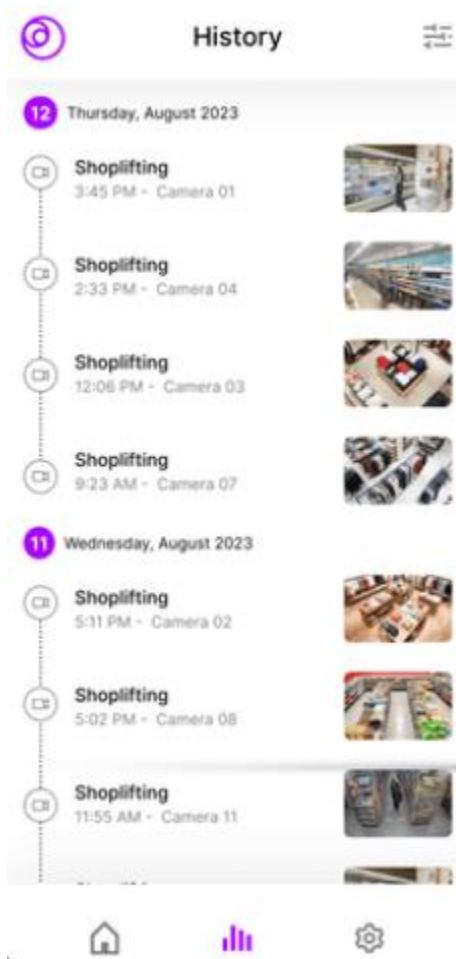 History
12 Thursday, August 2023
Shoplifting
3:45 PM - Camera 01
Shoplifting
2:33 PM - Camera 04
Shoplifting
12:06 PM - Camera 03
Shoplifting
9:23 AM - Camera 07
11 Wednesday, August 2023
Shoplifting
5:11 PM - Camera 02
Shoplifting
5:02 PM - Camera 08
Shoplifting
11:55 AM - Camera 11